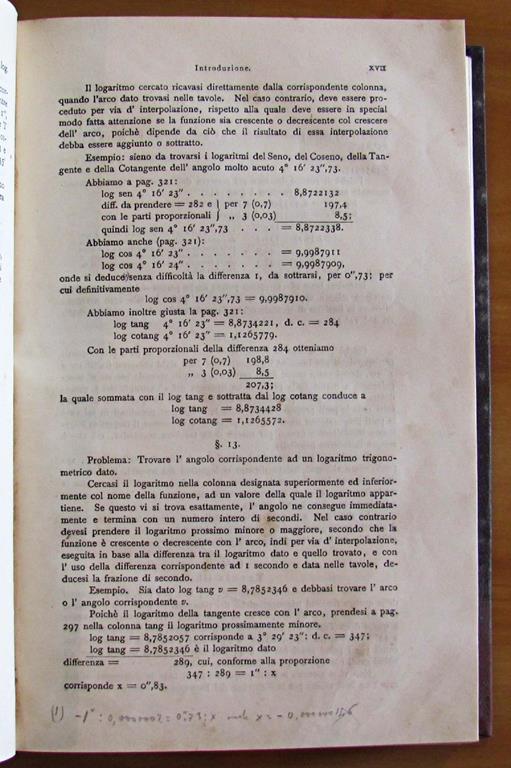 Introduzione. XVII
Il logaritmo cercato ricavasi direttamente dalla corrispondente colonna,
quando l'arco dato trovasi nelle tavole. Nel caso contrario, deve essere pro-
ceduto per via d' interpolazione, rispetto alla quale deve essere in special
modo fatta attenzione se la funzione sia crescente o decrescente col crescere
dell' arco, poichè dipende da ciò che il risultato di essa interpolazione
debba essere aggiunto o sottratto.
Esempio: sieno da trovarsi i logaritmi del Seno, del Coseno, della Tan-
gente e della Cotangente dell' angolo molto acuto 4° 16' 23",73.
Abbiamo a pag. 321:
log sen 4° 16' 23" . . . . . . . . 8,8722132
diff. da prendere = 282 e } per 7 (0,7) 197,4
con le parti proporzionali } „ 3 (0,03) 8,5;
quindi log sen 4° 16' 23",73 . . . = 8,8722338.
Abbiamo anche (pag. 321):
log cos 4° 16' 23" . . . . . . . = 9,9987911
log cos 4° 16' 24" . . . . . . . = 9,9987909,
onde si deduce senza difficoltà la differenza 1, da sottrarsi, per 0",73; per
cui definitivamente
log cos 4° 16' 23",73 = 9,9987910.
Abbiamo inoltre giusta la pag. 321:
log tang 4° 16' 23" = 8,8734221, d. c. = 284
log cotang 4° 16' 23" = 1,1265779.
Con le parti proporzionali della differenza 284 otteniamo
per 7 (0,7) 198,8
„ 3 (0,03) 8,5
207,3;
la quale sommata con il log tang e sottratta dal log cotang conduce a
log tang = 8,8734428
log cotang = 1,1265572.
§. 13.
Problema: Trovare l' angolo corrispondente ad un logaritmo trigono-
metrico dato.
Cercasi il logaritmo nella colonna designata superiormente ed inferior-
mente col nome della funzione, ad un valore della quale il logaritmo appar-
tiene. Se questo vi si trova esattamente, l' angolo ne consegue immediata-
mente e termina con un numero intero di secondi. Nel caso contrario
devesi prendere il logaritmo prossimo minore o maggiore, secondo che la
funzione è crescente o decrescente con l' arco, indi per via d' interpolazione,
eseguita in base alla differenza tra il logaritmo dato e quello trovato, e con
l' uso della differenza corrispondente ad 1 secondo e data nelle tavole, de-
ducesi la frazione di secondo.
Esempio. Sia dato log tang v = 8,7852346 e debbasi trovare l' arco
o l' angolo corrispondente v.
Poichè il logaritmo della tangente cresce con l' arco, prendesi a pag.
297 nella colonna tang il logaritmo prossimamente minore.
log tang = 8,7852057 corrisponde a 3° 29' 23": d. c. = 347;
log tang = 8,7852346 è il logaritmo dato
differenza = 289, cui, conforme alla proporzione
347 : 289 = 1" : x
corrisponde x = 0",83.
(1)